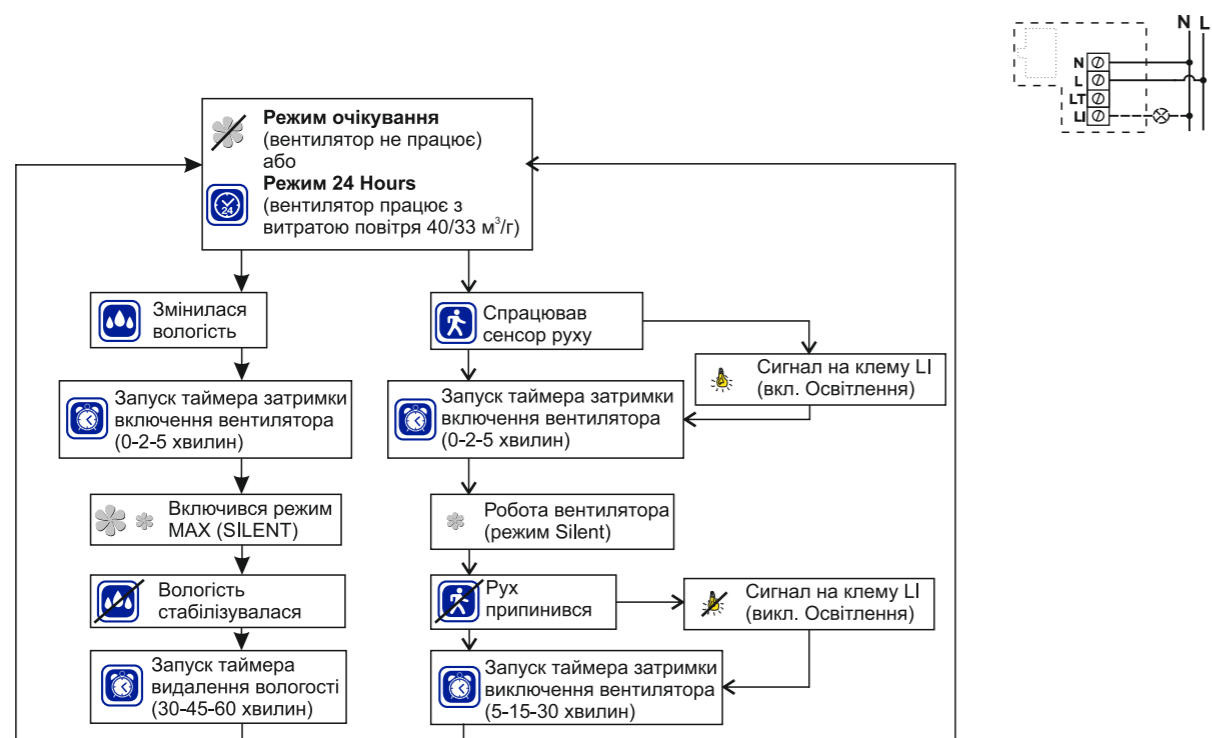 N L
N
L
LT
LI
Режим очікування
(вентилятор не працює)
або
Режим 24 Hours
(вентилятор працює з
витратою повітря 40/33 м³/г)
24
Змінилася
вологість
Спрацював
сенсор руху
Сигнал на клему LI
(вкл. Освітлення)
Запуск таймера затримки
включення вентилятора
(0-2-5 хвилин)
Запуск таймера затримки
включення вентилятора
(0-2-5 хвилин)
Включився режим
MAX (SILENT)
Робота вентилятора
(режим Silent)
Вологість
стабілізувалася
Рух
припинився
Сигнал на клему LI
(викл. Освітлення)
Запуск таймера
видалення вологості
(30-45-60 хвилин)
Запуск таймера затримки
виключення вентилятора
(5-15-30 хвилин)